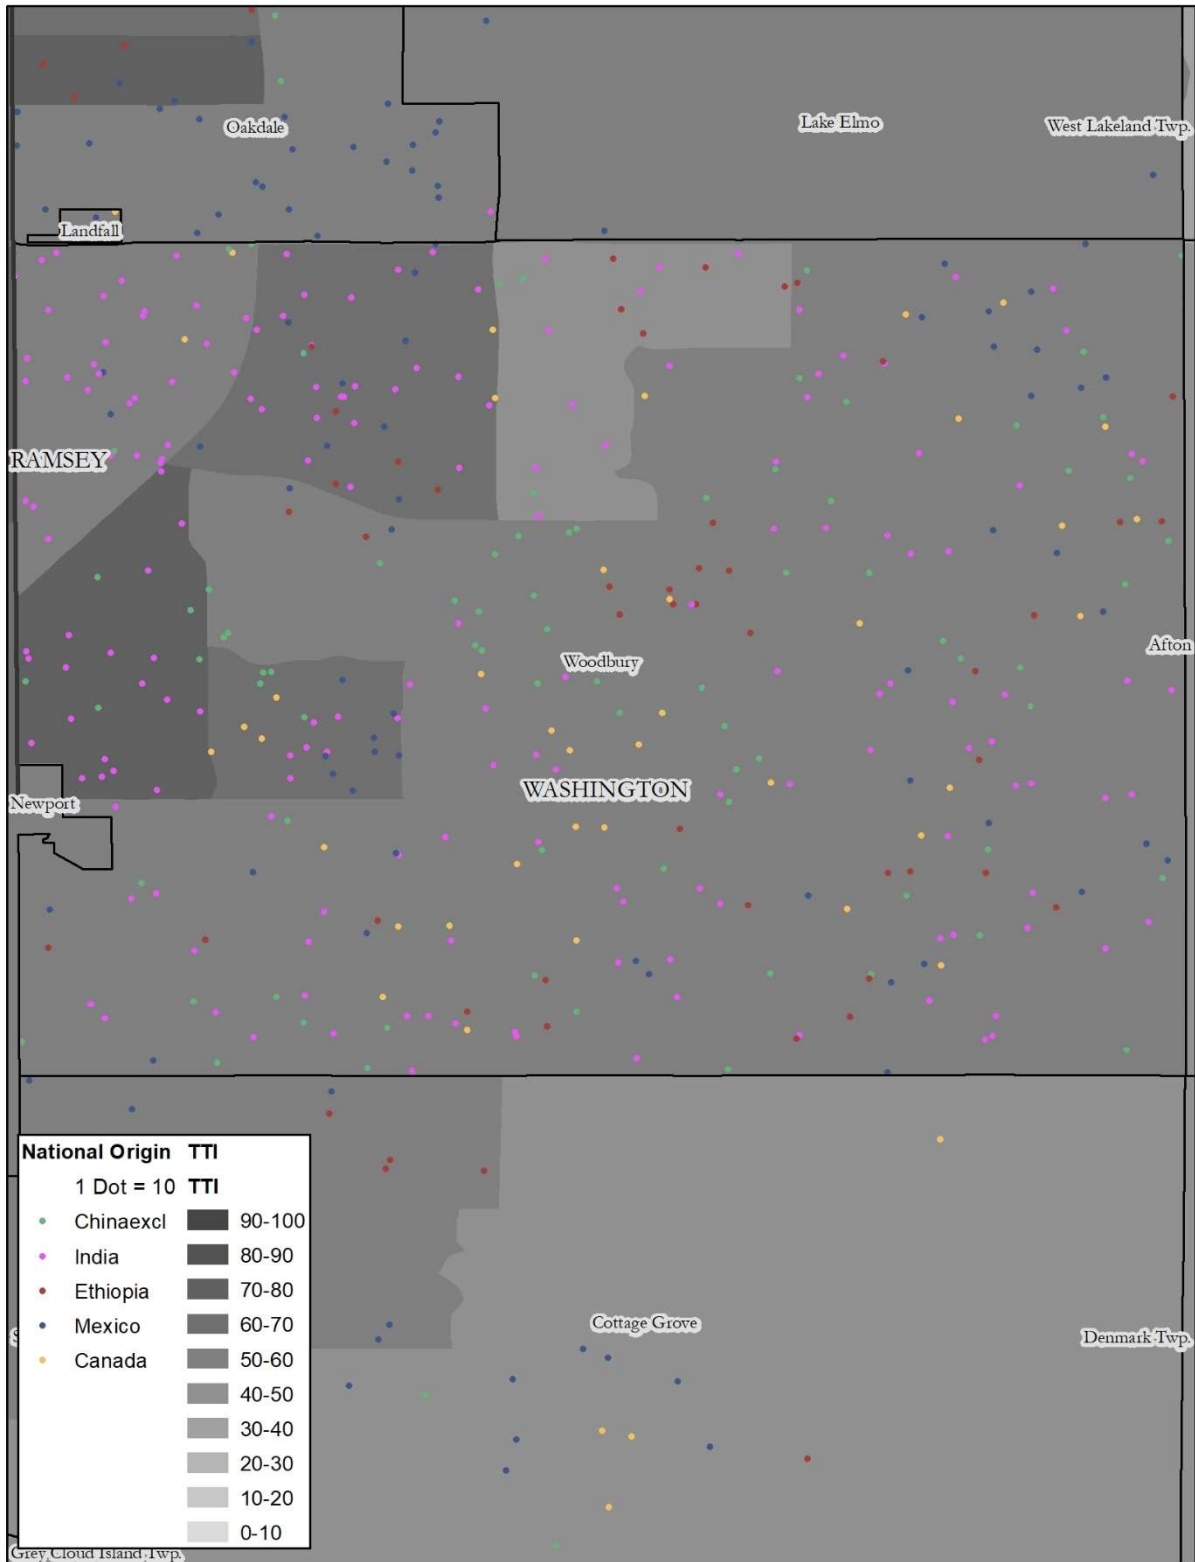 Oakdale
Lake Elmo
West Lakeland Twp.
Landfall
RAMSEY
Woodbury
Afton
WASHINGTON
Newport
National Origin TTI
1 Dot = 10 TTI
Chinaexcl 90-100
India 80-90
Ethiopia 70-80
Mexico 60-70
Canada 50-60
40-50
30-40
20-30
10-20
0-10
Cottage Grove
Denmark Twp.
Grey Cloud Island Twp.